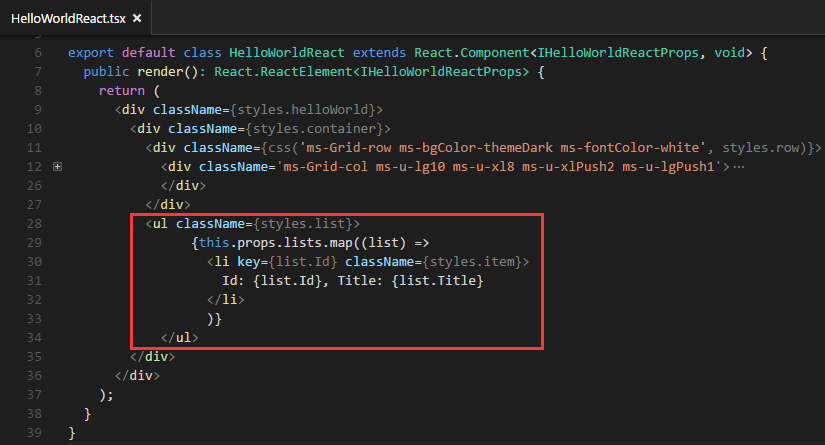 HelloWorldReact.tsx ×
6 export default class HelloWorldReact extends React.Component<IHelloWorldReactProps, void> {
7 public render(): React.ReactElement<IHelloWorldReactProps> {
8 return (
9 <div className={styles.helloWorld}>
10 <div className={styles.container}>
11 <div className={css('ms-Grid-row ms-bgColor-themeDark ms-fontColor-white', styles.row)}>
12 <div className='ms-Grid-col ms-u-lg10 ms-u-xl8 ms-u-xlPush2 ms-u-lgPush1'>…
26 </div>
27 </div>
28 <ul className={styles.list}>
29 {this.props.lists.map((list) =>
30 <li key={list.Id} className={styles.item}>
31 Id: {list.Id}, Title: {list.Title}
32 </li>
33 )}
34 </ul>
35 </div>
36 </div>
37 );
38 }
39 }